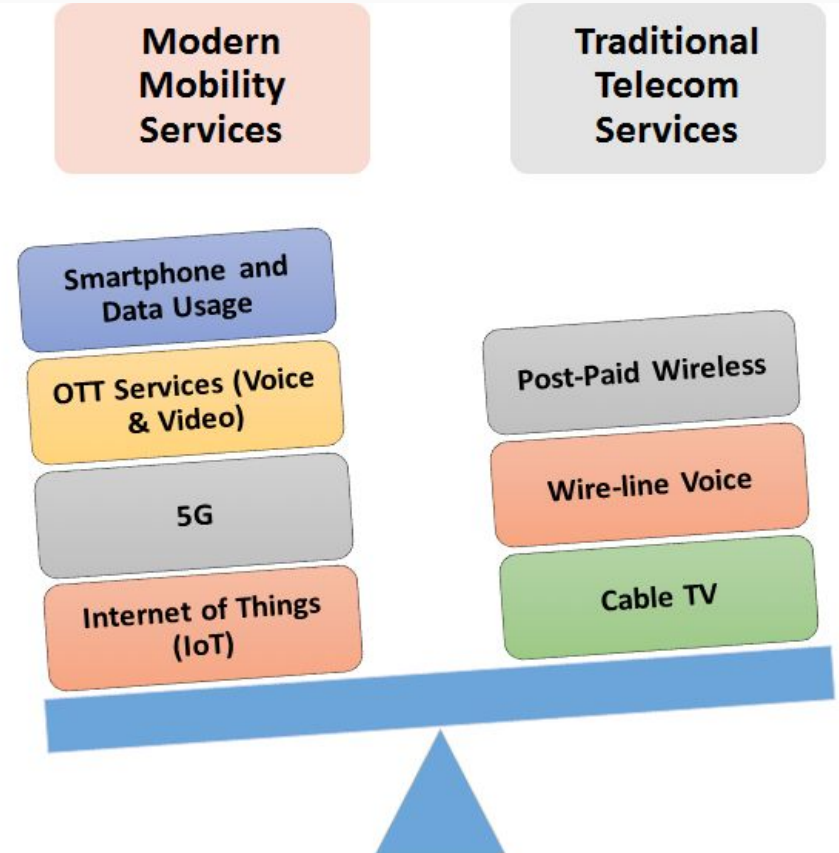 Modern
Mobility
Services
Traditional
Telecom
Services
Smartphone and
Data Usage
OTT Services (Voice
& Video)
5G
Internet of Things
(IoT)
Post-Paid Wireless
Wire-line Voice
Cable TV